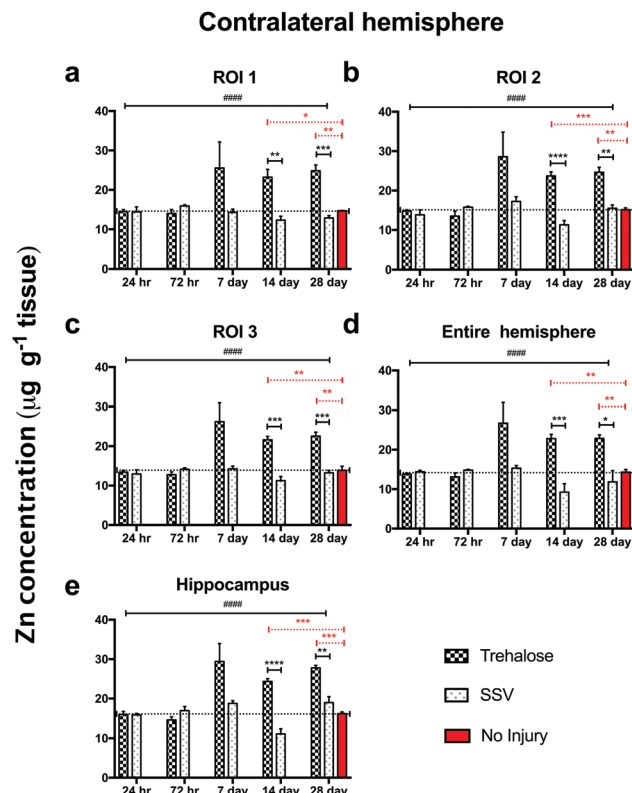 Contralateral hemisphere
Zn concentration (µg g-1 tissue)
a
ROI 1
####
*
**
**
***
40
30
20
10
0
24 hr 72 hr 7 day 14 day 28 day
b
ROI 2
####
***
**
****
**
40
30
20
10
0
24 hr 72 hr 7 day 14 day 28 day
c
ROI 3
####
**
**
***
***
40
30
20
10
0
24 hr 72 hr 7 day 14 day 28 day
d
Entire hemisphere
####
**
**
***
*
40
30
20
10
0
24 hr 72 hr 7 day 14 day 28 day
e
Hippocampus
####
***
***
****
**
40
30
20
10
0
24 hr 72 hr 7 day 14 day 28 day
Trehalose
SSV
No Injury